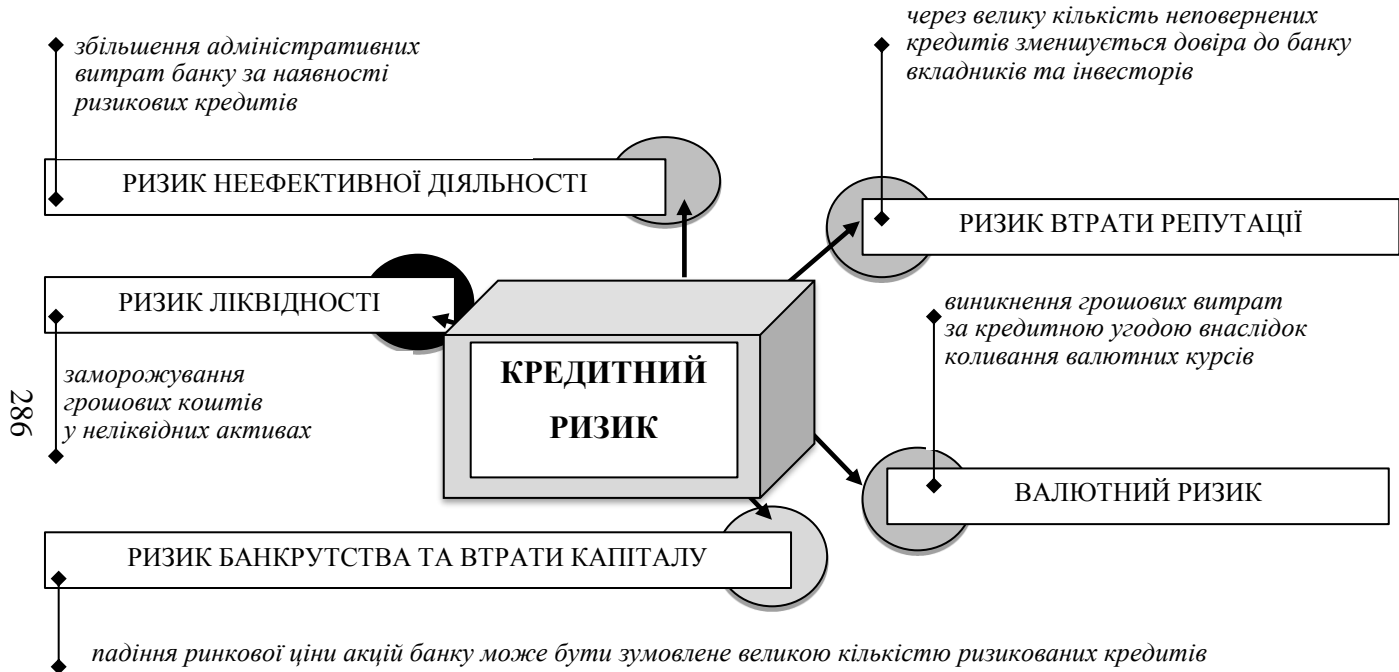 збільшення адміністративних
витрат банку за наявності
ризикових кредитів
через велику кількість неповернених
кредитів зменшується довіра до банку
вкладників та інвесторів
РИЗИК НЕЕФЕКТИВНОЇ ДІЯЛЬНОСТІ
РИЗИК ВТРАТИ РЕПУТАЦІЇ
РИЗИК ЛІКВІДНОСТІ
виникнення грошових витрат
за кредитною угодою внаслідок
коливання валютних курсів
КРЕДИТНИЙ
РИЗИК
заморожування
грошових коштів
у неліквідних активах
286
ВАЛЮТНИЙ РИЗИК
РИЗИК БАНКРУТСТВА ТА ВТРАТИ КАПІТАЛУ
падіння ринкової ціни акцій банку може бути зумовлене великою кількістю ризикованих кредитів